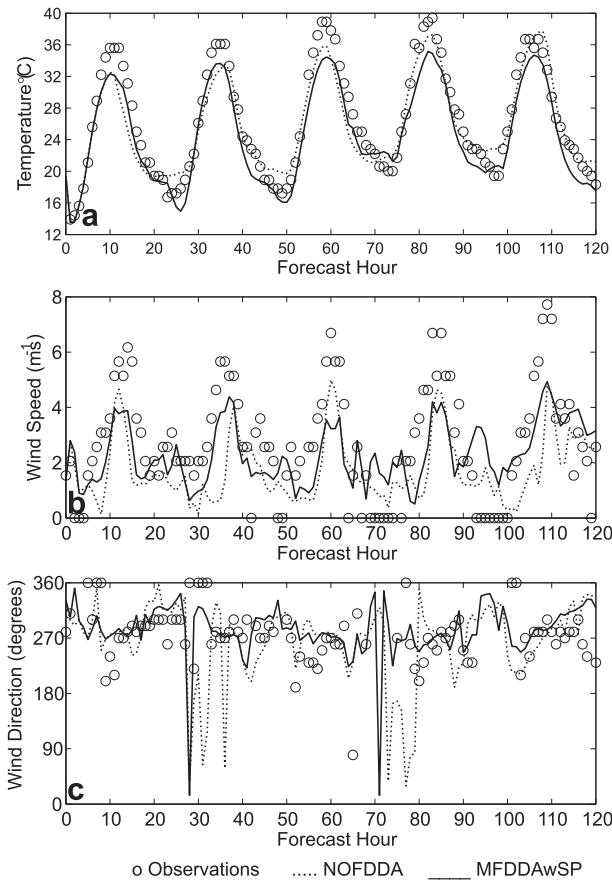 40
36
32
28
24
20
16
12
Temperature (°C)
a
0 10 20 30 40 50 60 70 80 90 100 110 120
Forecast Hour
8
6
4
2
0
Wind Speed (ms-1)
b
0 10 20 30 40 50 60 70 80 90 100 110 120
Forecast Hour
360
270
180
90
0
Wind Direction (degrees)
c
0 10 20 30 40 50 60 70 80 90 100 110 120
Forecast Hour
o Observations ..... NOFDDA ____ MFDDAwSP